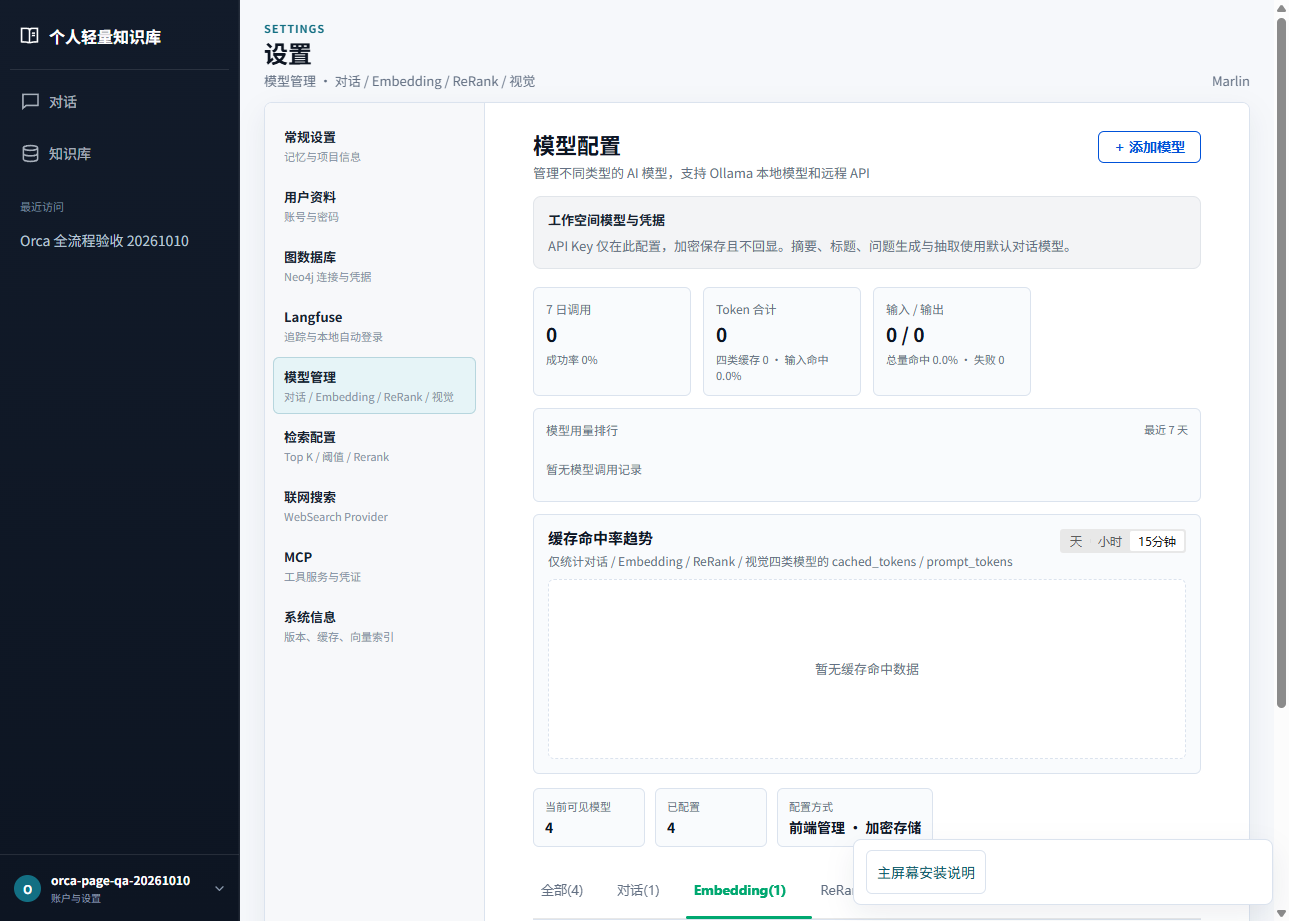 个人轻量知识库
对话
知识库
最近访问
Orca 全流程验收 20261010
O
orca-page-qa-20261010
账户与设置
SETTINGS
设置
模型管理 · 对话 / Embedding / ReRank / 视觉
Marlin
常规设置
记忆与项目信息
用户资料
账号与密码
图数据库
Neo4j 连接与凭据
Langfuse
追踪与本地自动登录
模型管理
对话 / Embedding / ReRank / 视觉
检索配置
Top K / 阈值 / Rerank
联网搜索
WebSearch Provider
MCP
工具服务与凭证
系统信息
版本、缓存、向量索引
模型配置
管理不同类型的 AI 模型，支持 Ollama 本地模型和远程 API
+ 添加模型
工作空间模型与凭据
API Key 仅在此配置，加密保存且不回显。摘要、标题、问题生成与抽取使用默认对话模型。
7 日调用
0
成功率 0%
Token 合计
0
四类缓存 0 · 输入命中
0.0%
输入 / 输出
0 / 0
总量命中 0.0% · 失败 0
模型用量排行
最近 7 天
暂无模型调用记录
缓存命中率趋势
仅统计对话 / Embedding / ReRank / 视觉四类模型的 cached_tokens / prompt_tokens
天 小时 15分钟
暂无缓存命中数据
当前可见模型
4
已配置
4
配置方式
前端管理 · 加密存储
全部(4) 对话(1) Embedding(1)
主屏幕安装说明